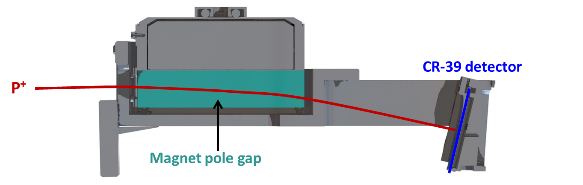 CR-39 detector
P⁺
Magnet pole gap